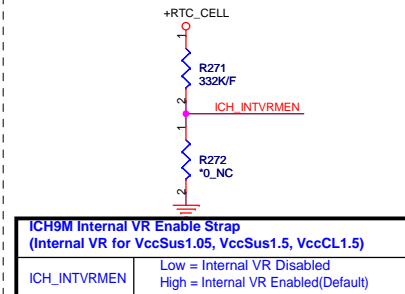 +RTC_CELL
1
R271
332K/F
2
ICH_INTVRMEN
1
R272
*0_NC
2
ICH9M Internal VR Enable Strap
(Internal VR for VccSus1.05, VccSus1.5, VccCL1.5)
ICH_INTVRMEN
Low = Internal VR Disabled
High = Internal VR Enabled(Default)